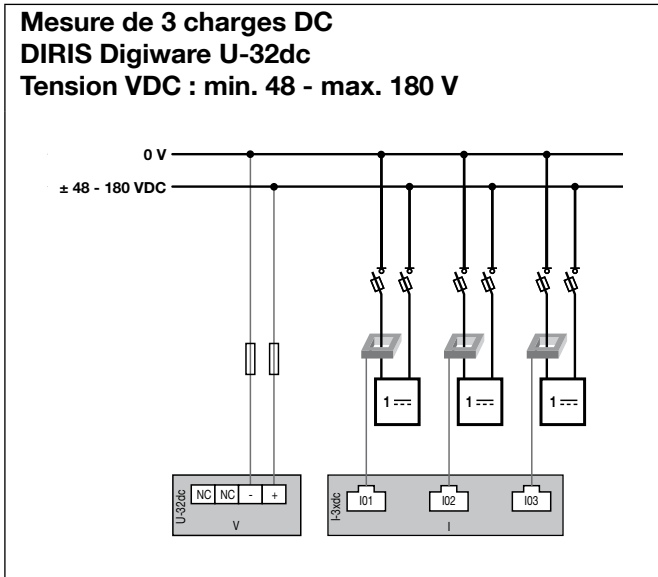 Mesure de 3 charges DC
DIRIS Digiware U-32dc
Tension VDC : min. 48 - max. 180 V
0 V
± 48 - 180 VDC
1 1 1
U-32dc
NC NC - +
V
I-3xdc
I01 I02 I03
I